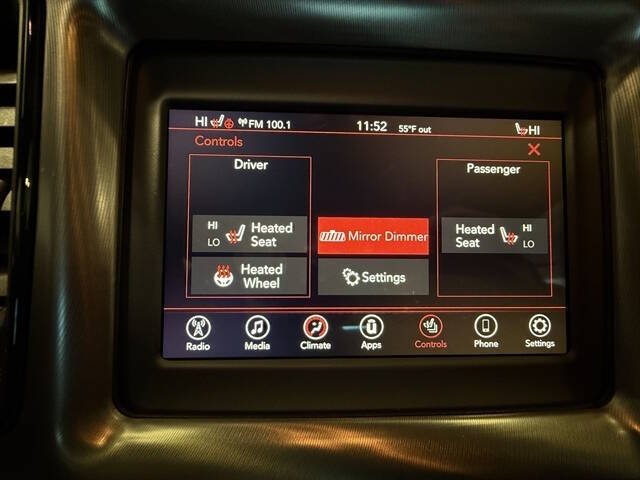 HI FM 100.1 11:52 55°F out HI
Controls
Driver
Passenger
HI
LO
Heated
Seat
Mirror Dimmer
Heated
Seat
HI
LO
Heated
Wheel
Settings
Radio Media Climate Apps Controls Phone Settings